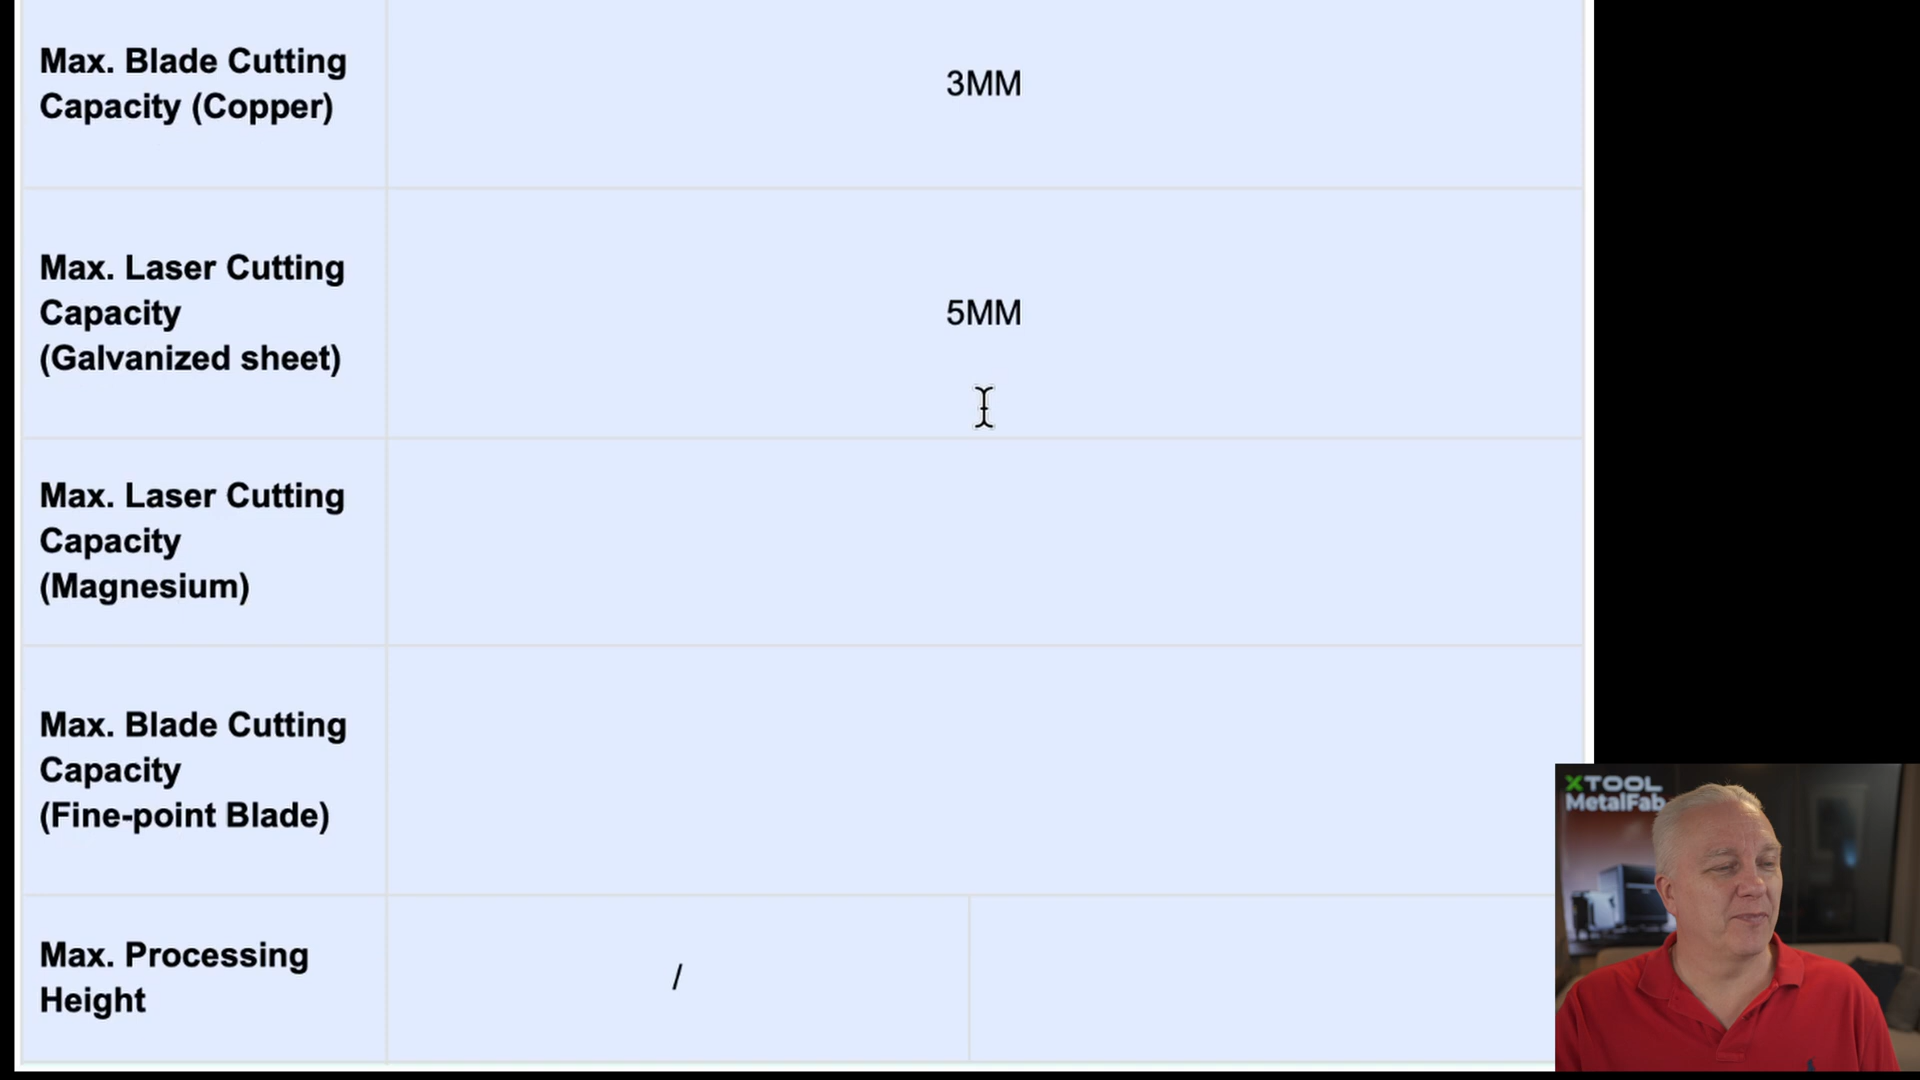 Max. Blade Cutting
Capacity (Copper)
3MM
Max. Laser Cutting
Capacity
(Galvanized sheet)
5MM
Max. Laser Cutting
Capacity
(Magnesium)
Max. Blade Cutting
Capacity
(Fine-point Blade)
Max. Processing
Height
/
XTOOL
MetalFab